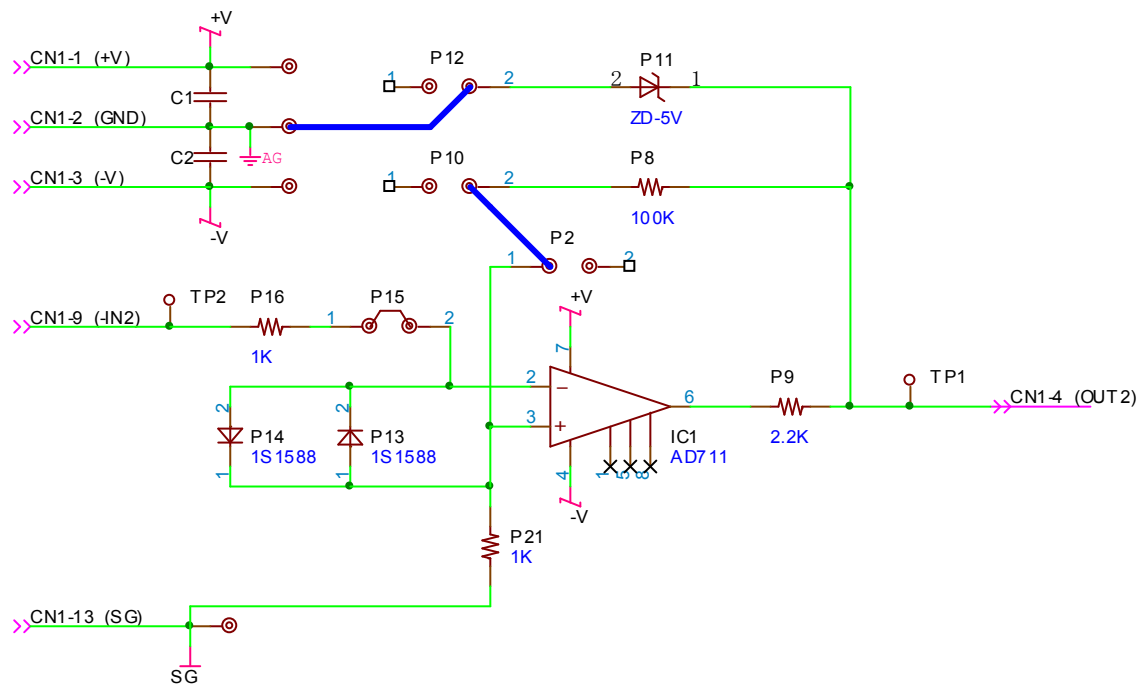 +V
CN1-1 (+V)
P12
P11
1
2
2
1
C1
ZD-5V
CN1-2 (GND)
AG
C2
P10
P8
CN1-3 (-V)
1
2
100K
-V
P2
1
2
+V
TP2
P16
P15
CN1-9 (-IN2)
1
2
1K
7
P9
TP1
2
6
CN1-4 (OUT2)
2
2
3
IC1
2.2K
P14
P13
AD711
1S1588
1S1588
1
1
4
1
5
8
-V
P21
1K
CN1-13 (SG)
SG